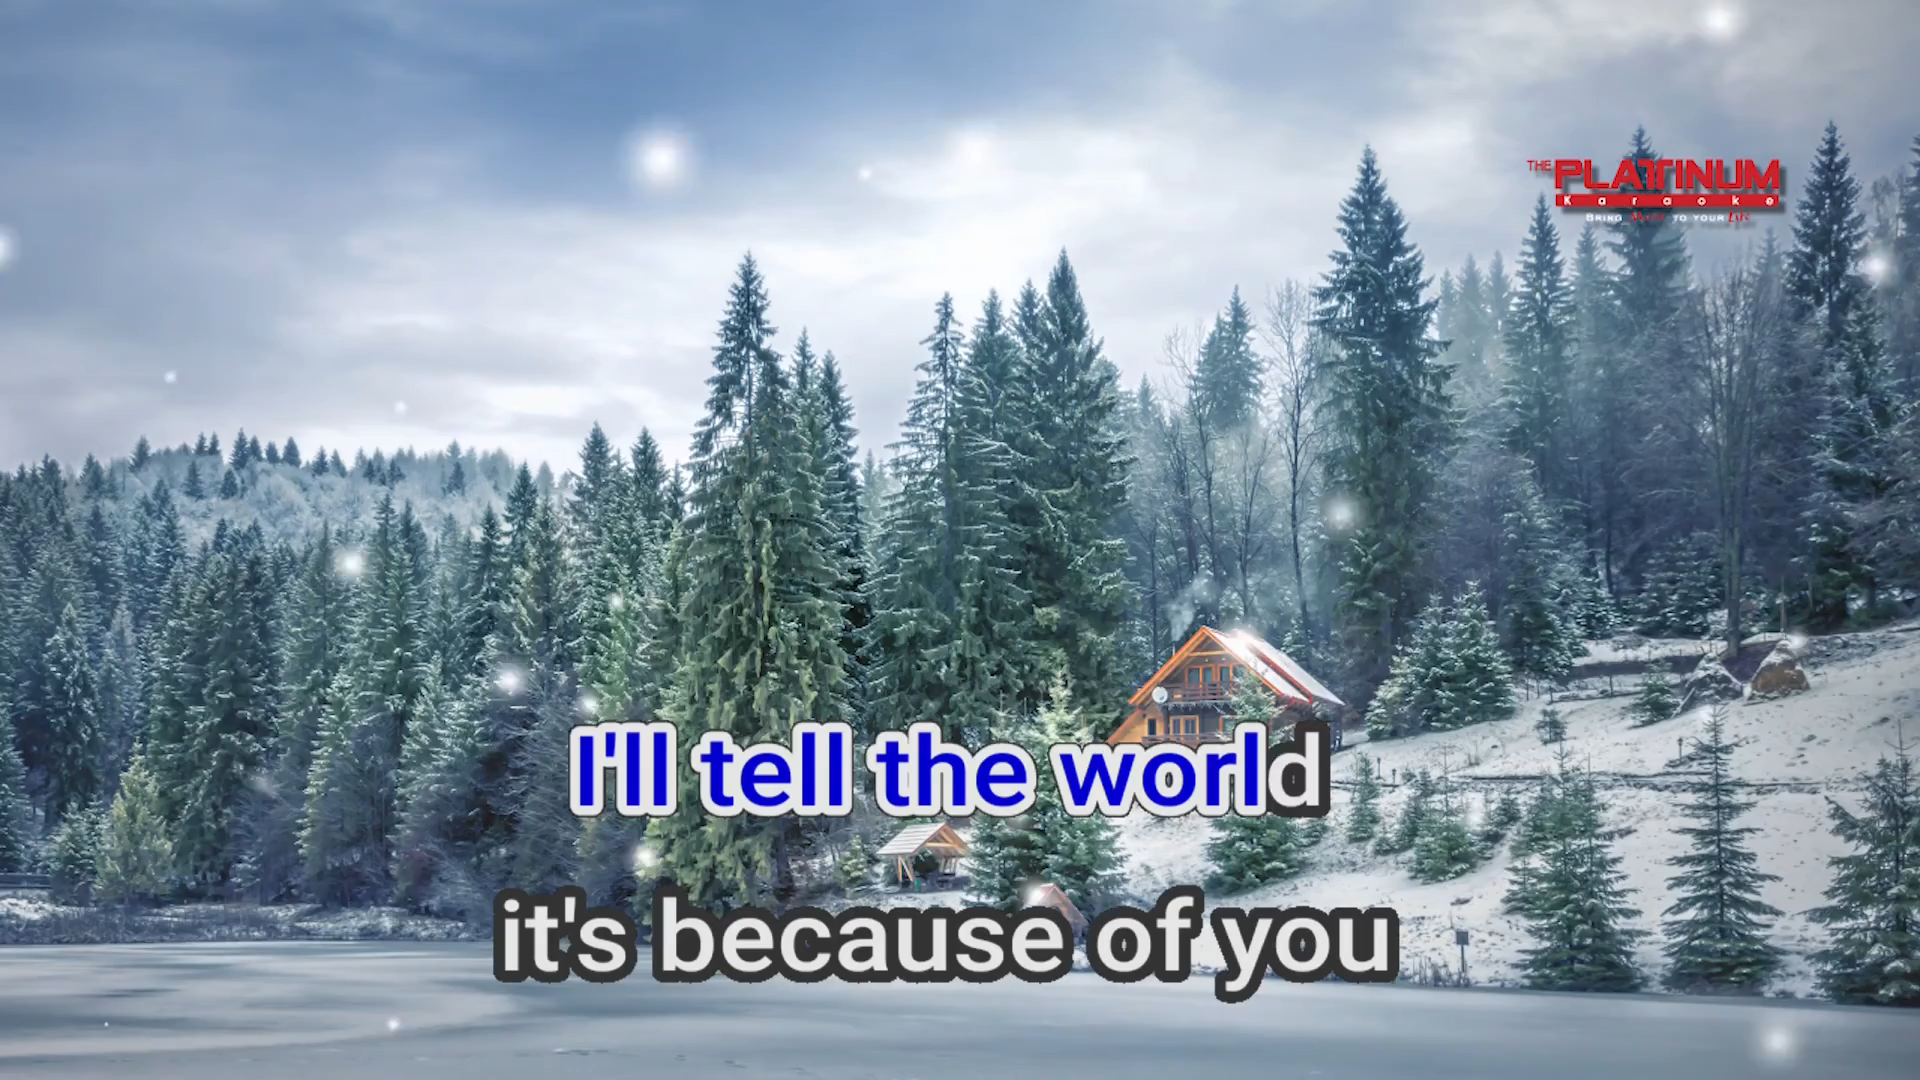 THE PLATINUM
Karaoke
BRING Music TO YOUR Life
I'll tell the world
it's because of you